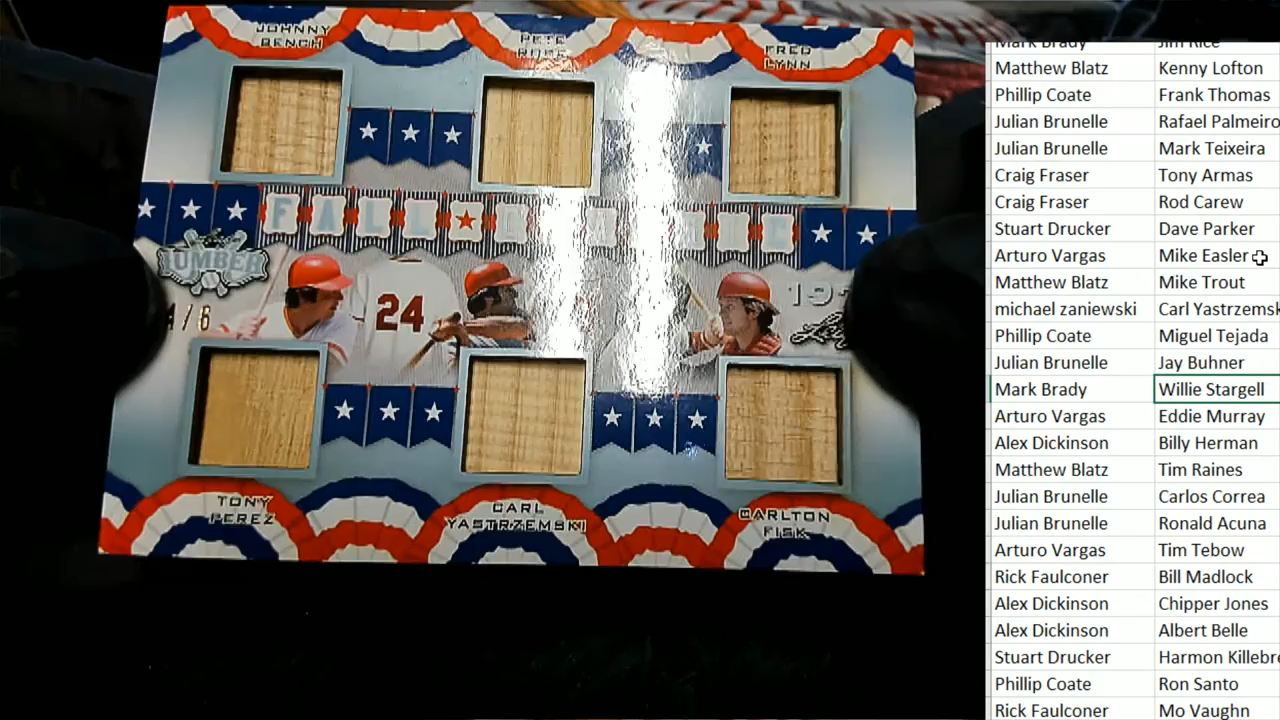 JOHNNY
BENCH
PETE
ROSE
FRED
LYNN
FALL
LUMBER
24
/6
TONY
PEREZ
CARL
YASTRZEMSKI
CARLTON
FISK
Mark Brady Jim Rice
Matthew Blatz Kenny Lofton
Phillip Coate Frank Thomas
Julian Brunelle Rafael Palmeiro
Julian Brunelle Mark Teixeira
Craig Fraser Tony Armas
Craig Fraser Rod Carew
Stuart Drucker Dave Parker
Arturo Vargas Mike Easler
Matthew Blatz Mike Trout
michael zaniewski Carl Yastrzemsk
Phillip Coate Miguel Tejada
Julian Brunelle Jay Buhner
Mark Brady Willie Stargell
Arturo Vargas Eddie Murray
Alex Dickinson Billy Herman
Matthew Blatz Tim Raines
Julian Brunelle Carlos Correa
Julian Brunelle Ronald Acuna
Arturo Vargas Tim Tebow
Rick Faulconer Bill Madlock
Alex Dickinson Chipper Jones
Alex Dickinson Albert Belle
Stuart Drucker Harmon Killebre
Phillip Coate Ron Santo
Rick Faulconer Mo Vaughn